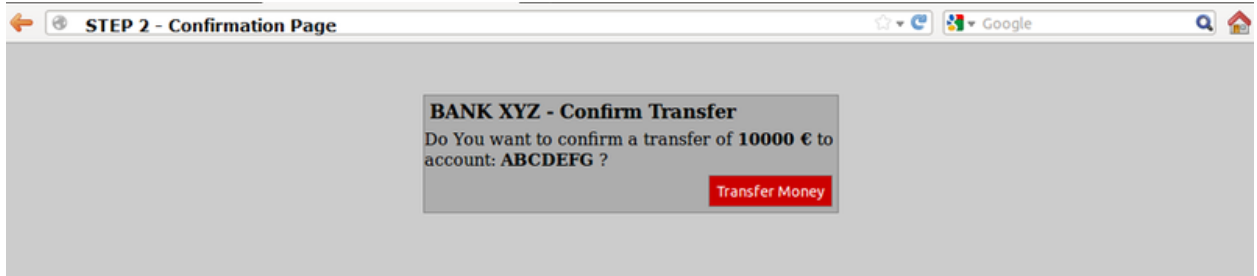 STEP 2 - Confirmation Page
Google
BANK XYZ - Confirm Transfer
Do You want to confirm a transfer of 10000 € to
account: ABCDEFG ?
Transfer Money